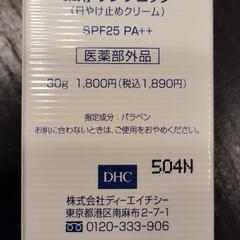 (日やけ止めクリーム)
SPF25 PA++
医薬部外品
30g 1,800円(税込1,890円)
指定成分:パラベン
お肌に合わないときは、ご使用をおやめください。
504N
DHC
株式会社ディーエイチシー
東京都港区南麻布2-7-1
0120-333-906